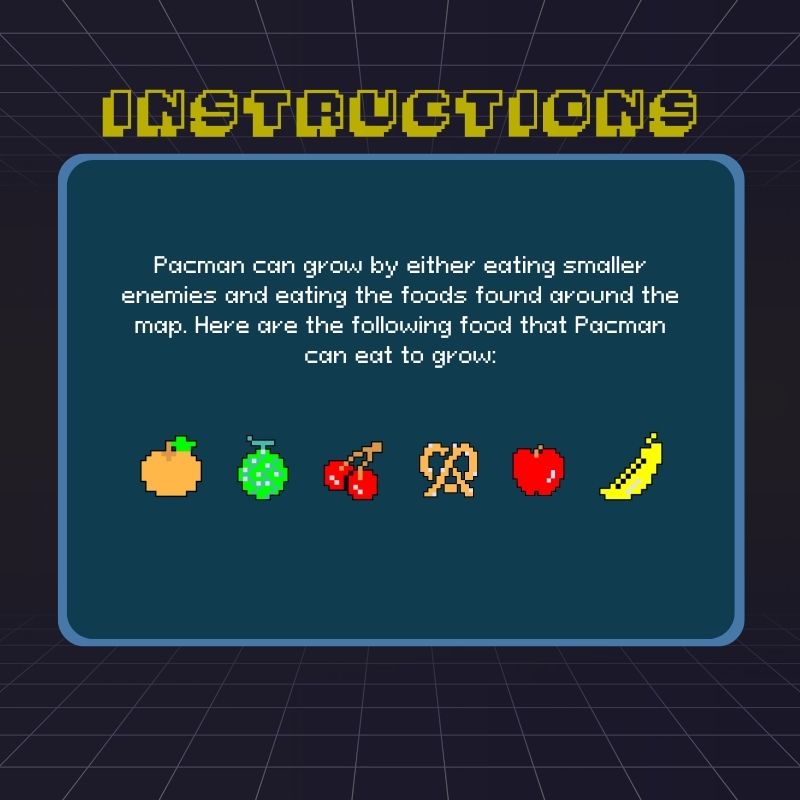 INSTRUCTIONS
Pacman can grow by either eating smaller
enemies and eating the foods found around the
map. Here are the following food that Pacman
can eat to grow: